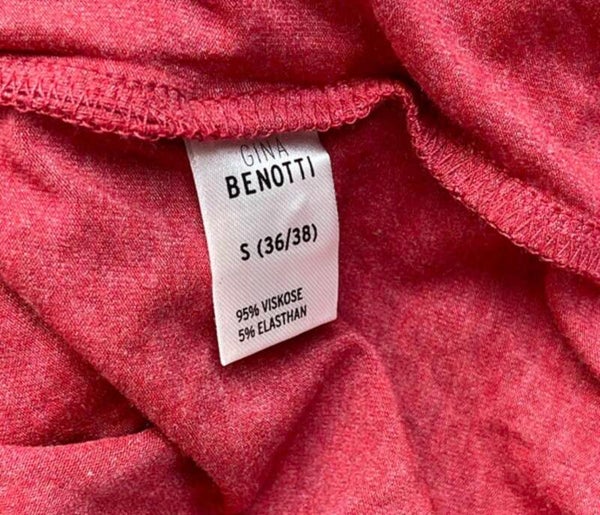 GINA
BENOTTI
S (36/38)
95% VISKOSE
5% ELASTHAN